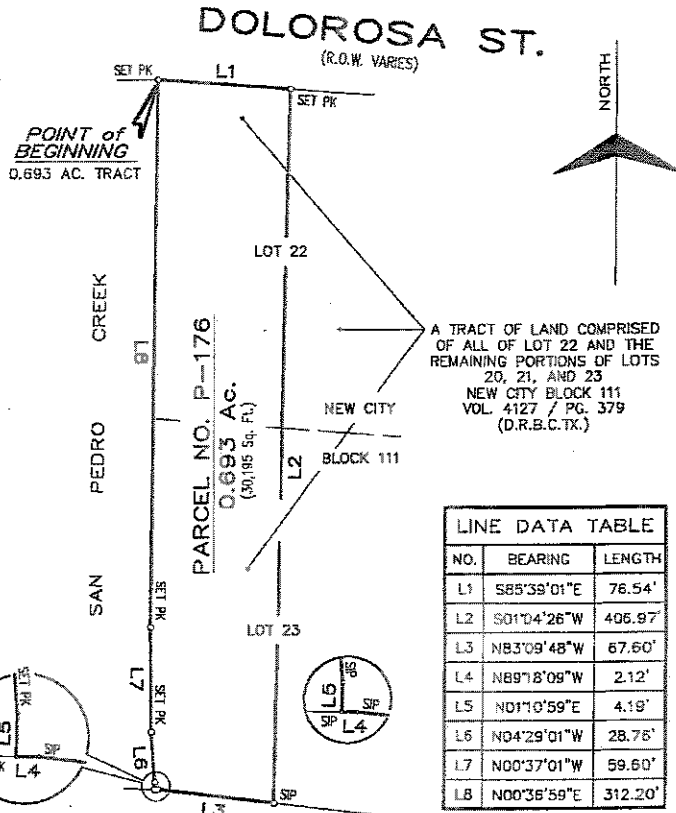 DOLOROSA ST.
(R.O.W. VARIES)
SET PK
L1
SET PK
NORTH
POINT of
BEGINNING
0.693 AC. TRACT
LOT 22
SAN PEDRO CREEK
L8
PARCEL NO. P-176
0.693 Ac.
(30,195 Sq. Ft.)
NEW CITY
BLOCK 111
L2
A TRACT OF LAND COMPRISED
OF ALL OF LOT 22 AND THE
REMAINING PORTIONS OF LOTS
20, 21, AND 23
NEW CITY BLOCK 111
VOL. 4127 / PG. 379
(D.R.B.C.TX.)
SET PK
LOT 23
L7
SET PK
L6
L3
SIP
SET PK
L5
SIP
L4
SIP
L5
SIP
L4
LINE DATA TABLE
NO. BEARING LENGTH
L1 S85°39'01"E 76.54'
L2 S01°04'26"W 406.97'
L3 N83°09'48"W 67.60'
L4 N89°18'09"W 2.12'
L5 N01°10'59"E 4.19'
L6 N04°29'01"W 28.76'
L7 N00°37'01"W 59.60'
L8 N00°36'59"E 312.20'